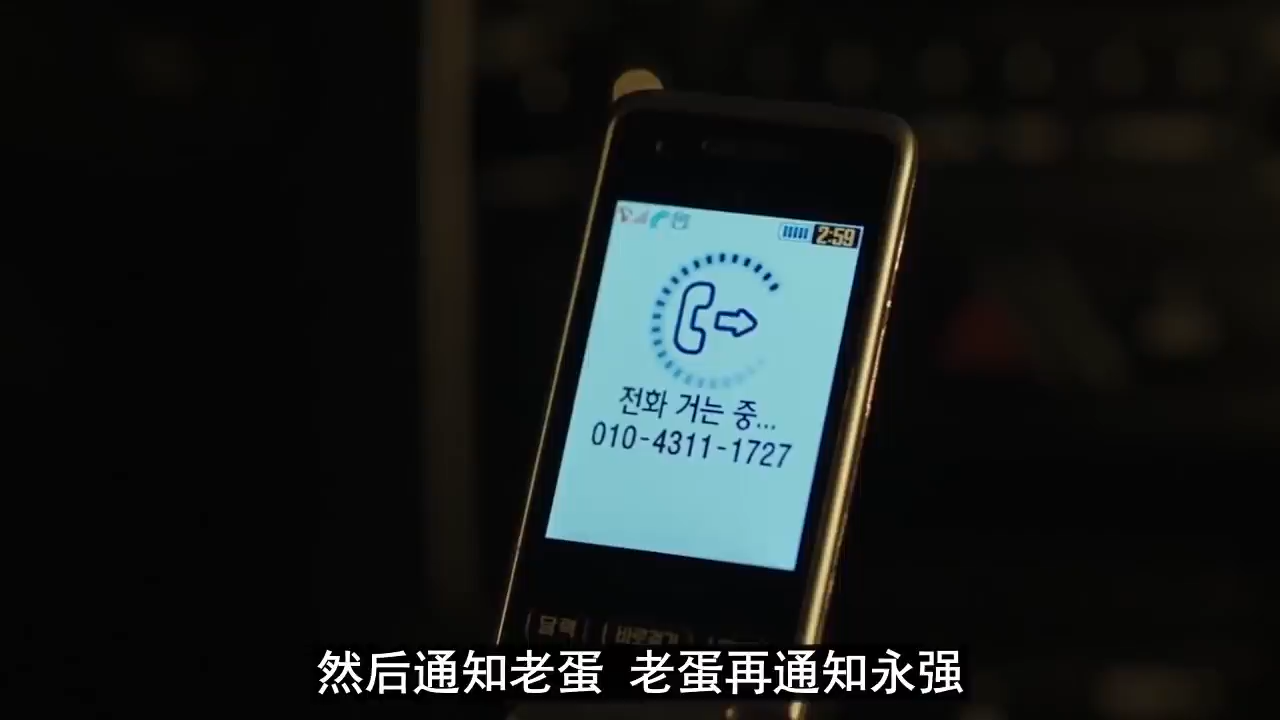 2:59
전화 거는 중...
010-4311-1727
然后通知老蛋 老蛋再通知永强